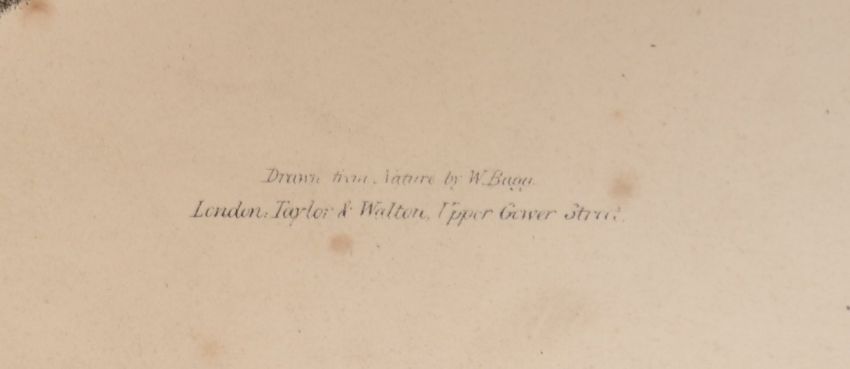 Drawn from Nature by W. Bagg.
London: Taylor & Walton, Upper Gower Street.